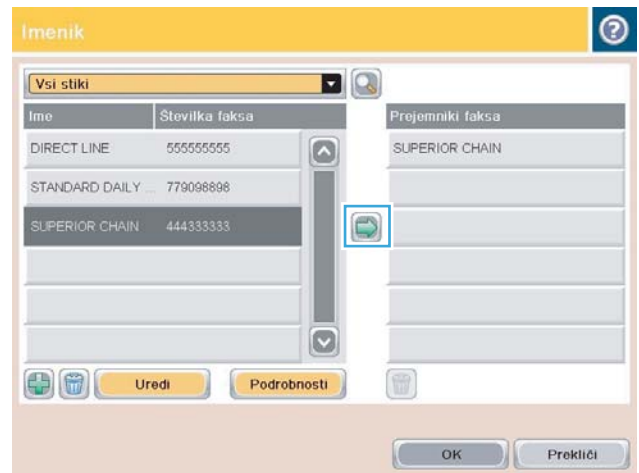 Imenik
Vsi stiki
Ime Številka faksa Prejemniki faksa
DIRECT LINE 555555555 SUPERIOR CHAIN
STANDARD DAILY ... 779098898
SUPERIOR CHAIN 444333333
Uredi Podrobnosti
OK Prekliči